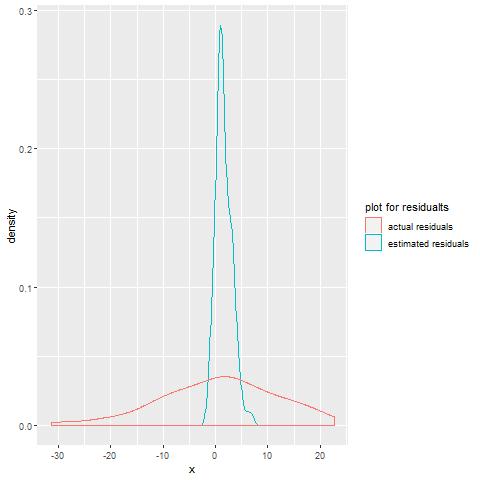 0.3
0.2
0.1
0.0
density
-30
-20
-10
0
10
20
x
plot for residualts
actual residuals
estimated residuals